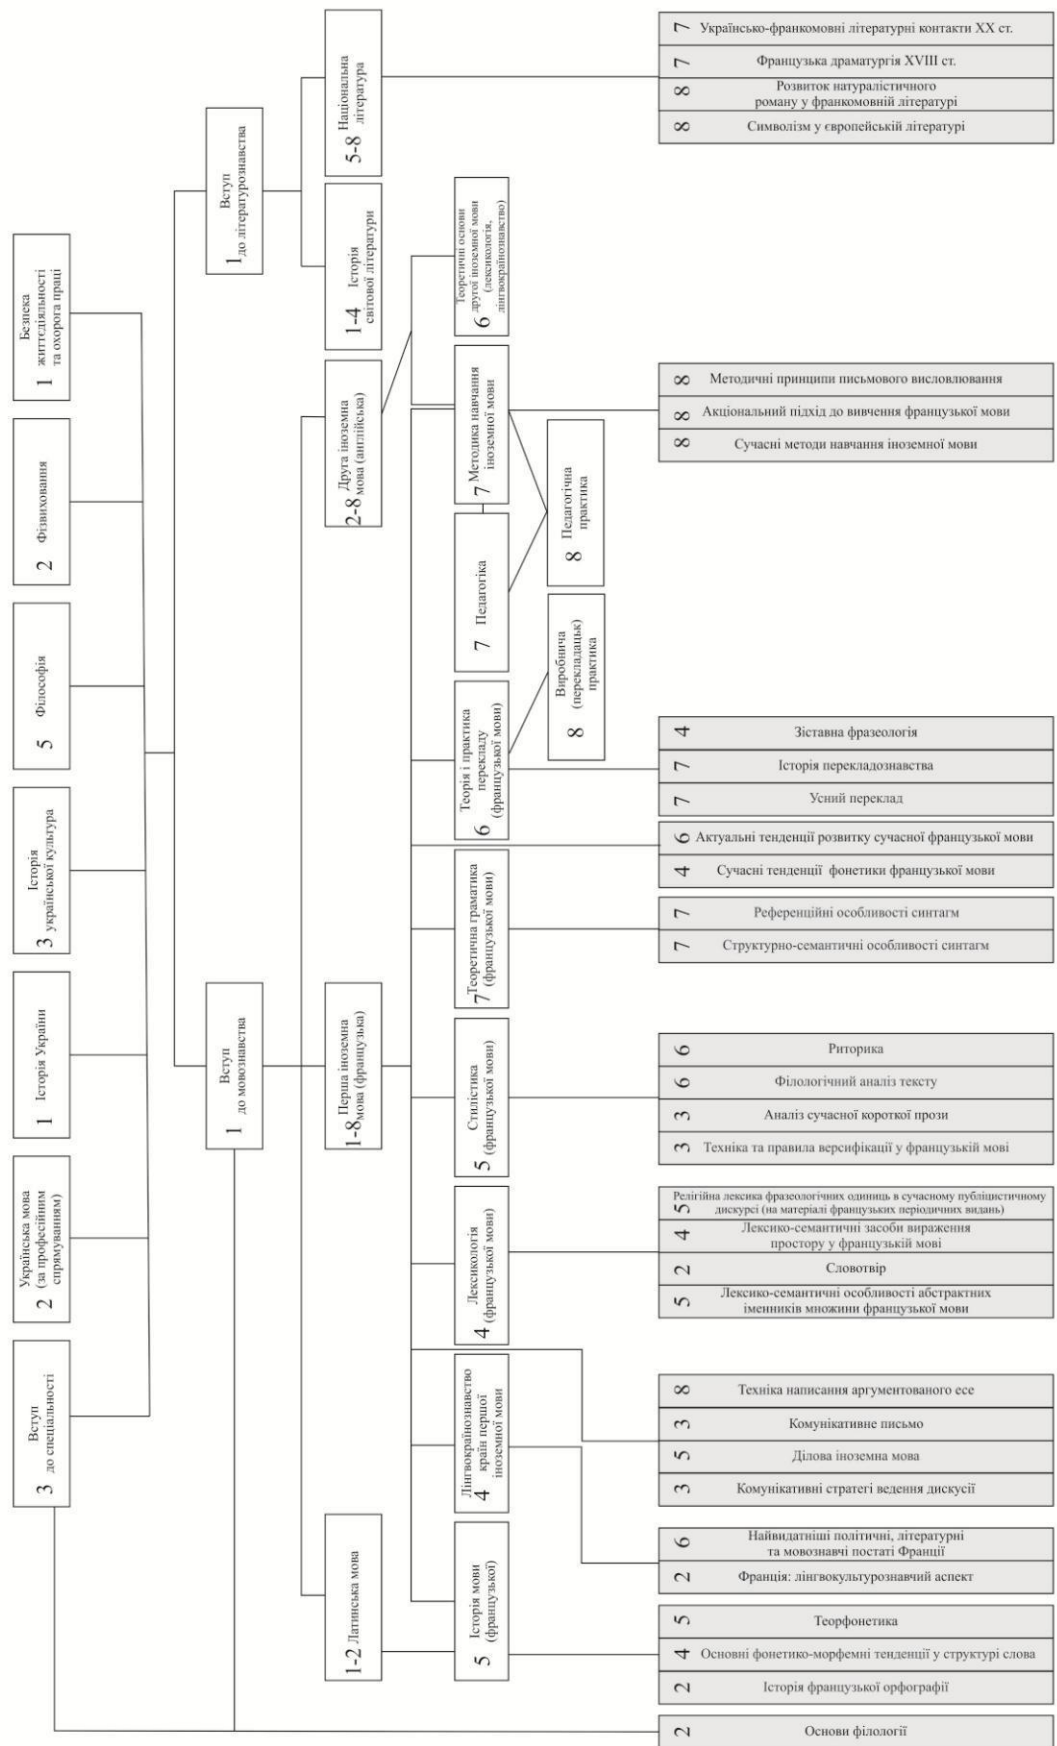 3 Вступ
до спеціальності
2 Українська мова
(за професійним
спрямуванням)
1 Історія України
3 Історія
української культура
5 Філософія
2 Фізвиховання
1 Безпека
життєдіяльності
та охорога праці
1 Вступ
до мовознавства
1 Вступ
до літературознавства
1-2 Латинська мова
1-8 Перша іноземна
мова (французька)
2-8 Друга іноземна
мова (англійська)
1-4 Історія
світової літератури
5-8 Національна
література
5 Історія мови
(французької)
4 Лінгвокраїнознавство
країн першої
іноземної мови
4 Лексикологія
(французької мови)
5 Стилістика
(французької мови)
7 Теоретична граматика
(французької мови)
6 Теорія і практика
перекладу
(французької мови)
7 Педагогіка
7 Методика навчання
іноземної мови
6 Теоретичні основи
другої іноземної мови
(лексикологія,
лінгвокраїнознавство)
8 Виробнича
(перекладацьк)
практика
8 Педагогічна
практика
7 Українсько-франкомовні літературні контакти XX ст.
7 Французька драматургія XVIII ст.
8 Розвиток натуралістичного
роману у франкомовній літературі
8 Символізм у європейській літературі
8 Методичні принципи письмового висловлювання
8 Акціональний підхід до вивчення французької мови
8 Сучасні методи навчання іноземної мови
4 Зіставна фразеологія
7 Історія перекладознавства
7 Усний переклад
6 Актуальні тенденції розвитку сучасної французької мови
4 Сучасні тенденції фонетики французької мови
7 Референційні особливості синтагм
7 Структурно-семантичні особливості синтагм
6 Риторика
6 Філологічний аналіз тексту
3 Аналіз сучасної короткої прози
3 Техніка та правила версифікації у французькій мові
5 Релігійна лексика фразеологічних одиниць в сучасному публіцистичному
дискурсі (на матеріалі французьких періодичних видань)
4 Лексико-семантичні засоби вираження
простору у французькій мові
2 Словотвір
5 Лексико-семантичні особливості абстрактних
іменників множини французької мови
8 Техніка написання аргументованого есе
3 Комунікативне письмо
5 Ділова іноземна мова
3 Комунікативні стратегі ведення дискусії
6 Найвидатніші політичні, літературні
та мовознавчі постаті Франції
2 Франція: лінгвокультурознавчий аспект
5 Теорфонетика
4 Основні фонетико-морфемні тенденції у структурі слова
2 Історія французької орфографії
2 Основи філології